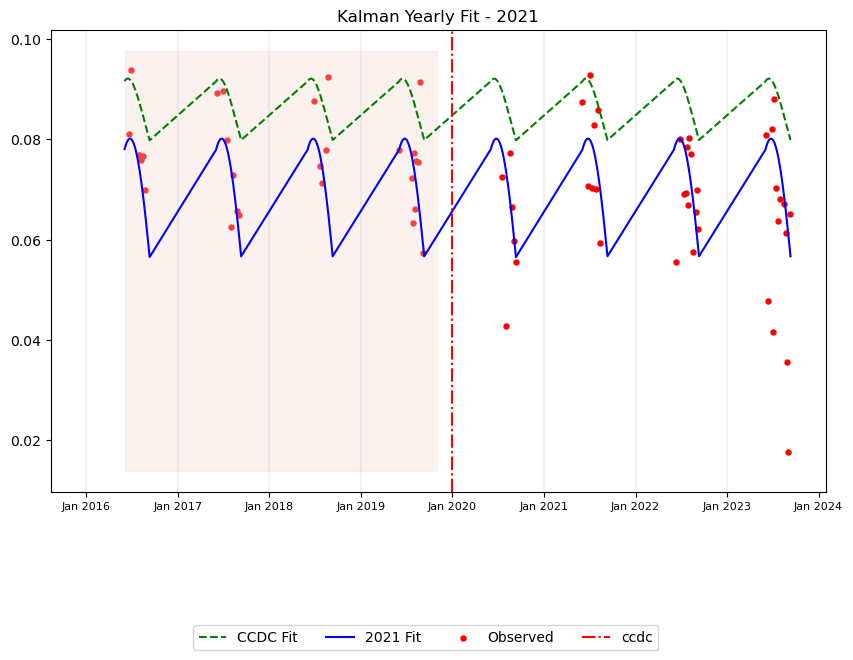 Kalman Yearly Fit - 2021
0.10
0.08
0.06
0.04
0.02
Jan 2016 Jan 2017 Jan 2018 Jan 2019 Jan 2020 Jan 2021 Jan 2022 Jan 2023 Jan 2024
CCDC Fit 2021 Fit Observed ccdc